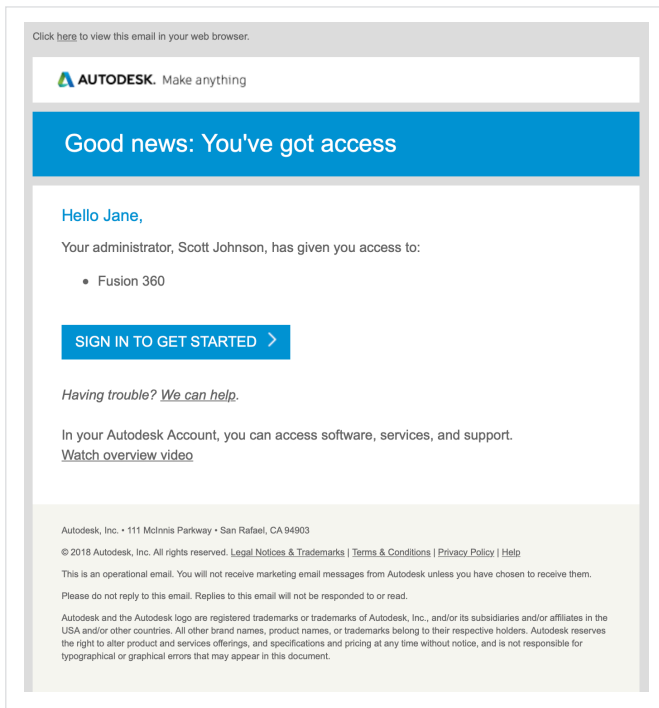 Click here to view this email in your web browser.
AUTODESK. Make anything
Good news: You've got access
Hello Jane,
Your administrator, Scott Johnson, has given you access to:
• Fusion 360
SIGN IN TO GET STARTED >
Having trouble? We can help.
In your Autodesk Account, you can access software, services, and support.
Watch overview video
Autodesk, Inc. • 111 McInnis Parkway • San Rafael, CA 94903
© 2018 Autodesk, Inc. All rights reserved. Legal Notices & Trademarks | Terms & Conditions | Privacy Policy | Help
This is an operational email. You will not receive marketing email messages from Autodesk unless you have chosen to receive them.
Please do not reply to this email. Replies to this email will not be responded to or read.
Autodesk and the Autodesk logo are registered trademarks or trademarks of Autodesk, Inc., and/or its subsidiaries and/or affiliates in the
USA and/or other countries. All other brand names, product names, or trademarks belong to their respective holders. Autodesk reserves
the right to alter product and services offerings, and specifications and pricing at any time without notice, and is not responsible for
typographical or graphical errors that may appear in this document.